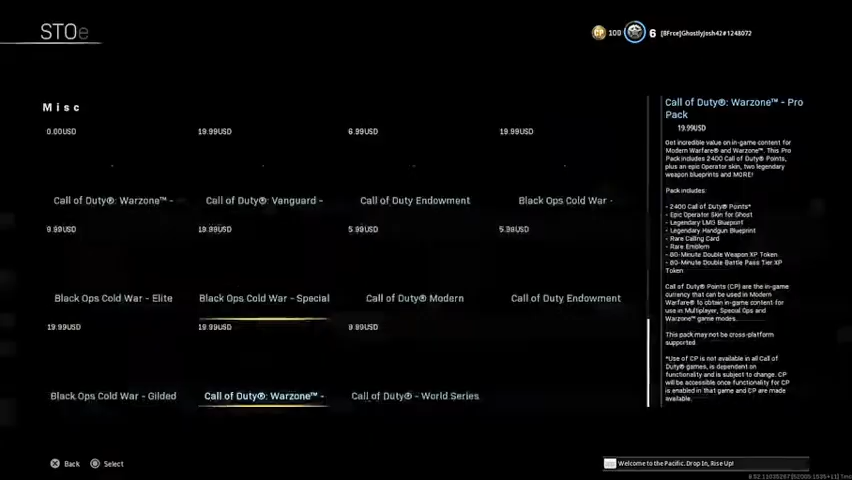 STOe
CP 100 6 [8Frce]GhostlyJosh42#1248072
Misc
0.00USD 19.99USD 6.99USD 19.99USD
Call of Duty®: Warzone™ - Call of Duty®: Vanguard - Call of Duty Endowment Black Ops Cold War -
9.99USD 19.99USD 5.99USD 5.99USD
Black Ops Cold War - Elite Black Ops Cold War - Special Call of Duty® Modern Call of Duty Endowment
19.99USD 19.99USD 9.99USD
Black Ops Cold War - Gilded Call of Duty®: Warzone™ - Call of Duty® - World Series
Call of Duty®: Warzone™ - Pro
Pack
19.99USD
Get incredible value on in-game content for
Modern Warfare® and Warzone™. This Pro
Pack includes 2400 Call of Duty® Points,
plus an epic Operator skin, two legendary
weapon blueprints and MORE!
Pack includes:
- 2400 Call of Duty® Points*
- Epic Operator Skin for Ghost
- Legendary LMG Blueprint
- Legendary Handgun Blueprint
- Rare Calling Card
- Rare Emblem
- 60-Minute Double Weapon XP Token
- 60-Minute Double Battle Pass Tier XP
Token
Call of Duty® Points (CP) are the in-game
currency that can be used in Modern
Warfare® to obtain in-game content for
use in Multiplayer, Special Ops and
Warzone™ game modes.
This pack may not be cross-platform
supported.
*Use of CP is not available in all Call of
Duty® games, is dependent on
functionality and is subject to change. CP
will be accessible once functionality for CP
is enabled in that game and CP are made
available.
Back Select
Welcome to the Pacific. Drop In, Rise Up!